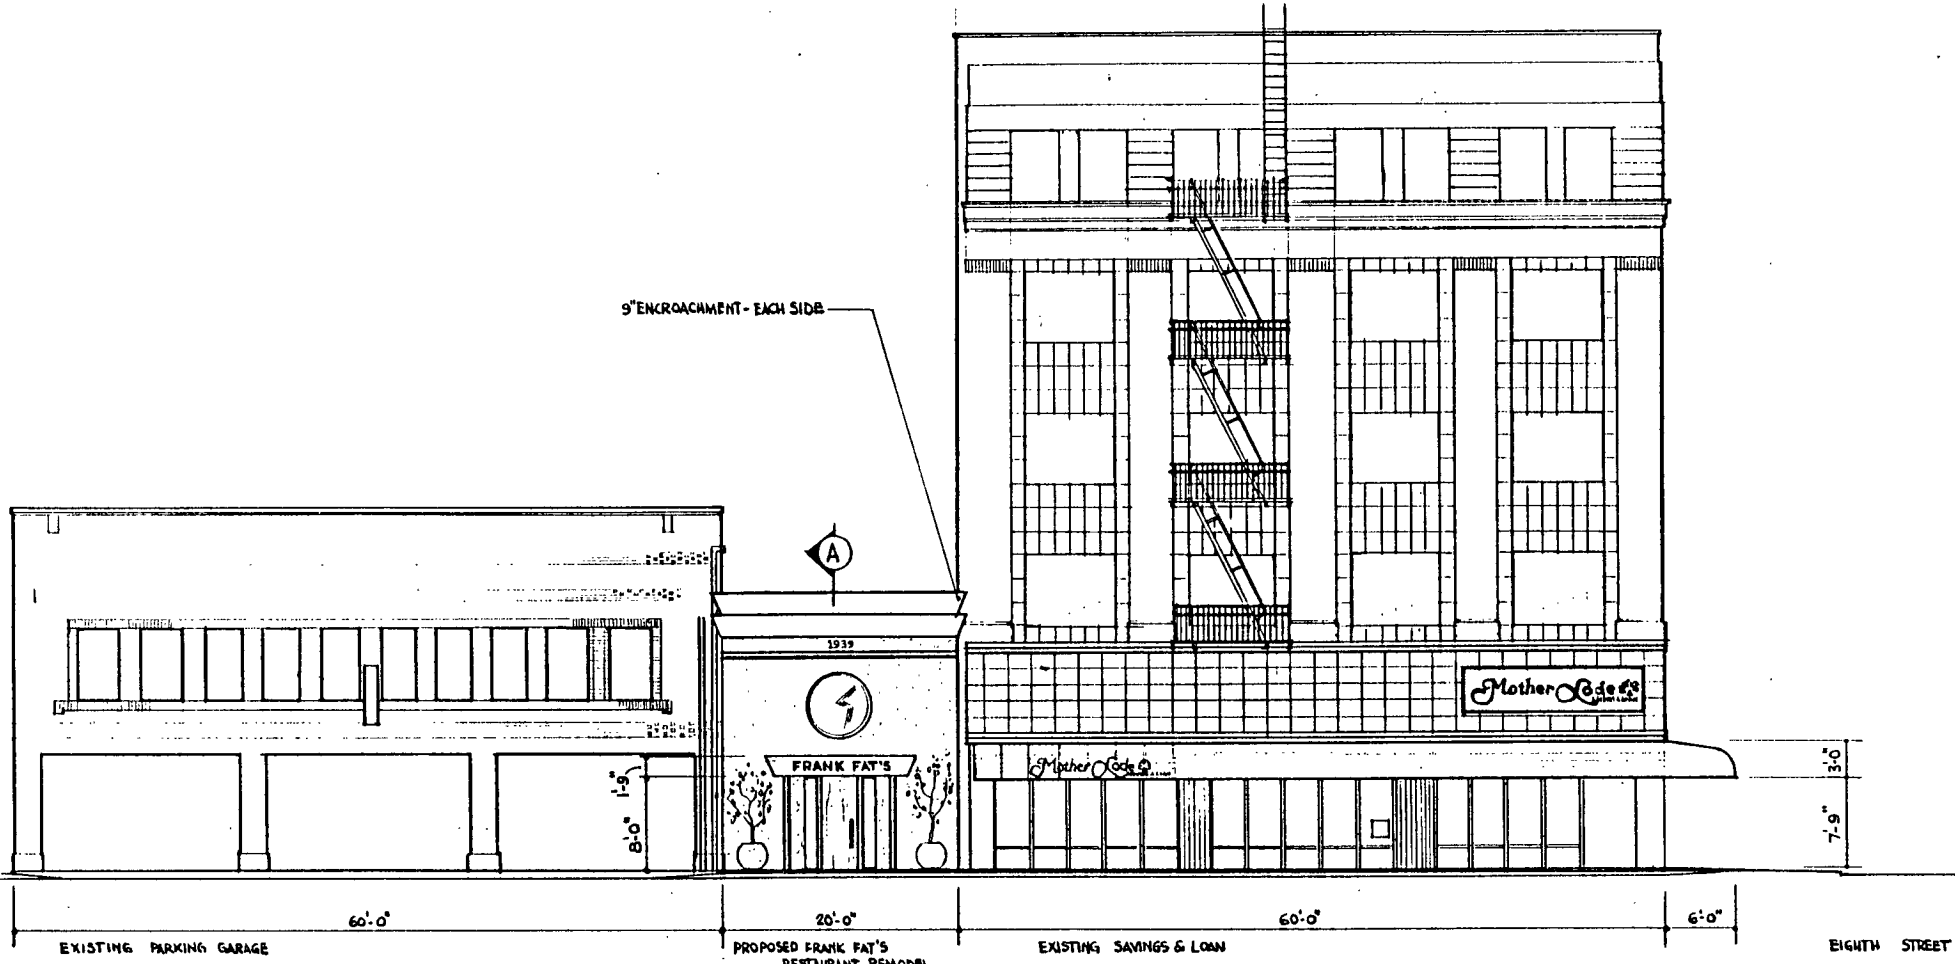 9" ENCROACHMENT - EACH SIDE
A
1939
Mother Lode
FRANK FAT'S
Mother Lode
1'-9"
8'-0"
3'-0"
7'-9"
60'-0"
20'-0"
60'-0"
6'-0"
EXISTING PARKING GARAGE
PROPOSED FRANK FAT'S
RESTAURANT REMODEL
EXISTING SAVINGS & LOAN
EIGHTH STREET